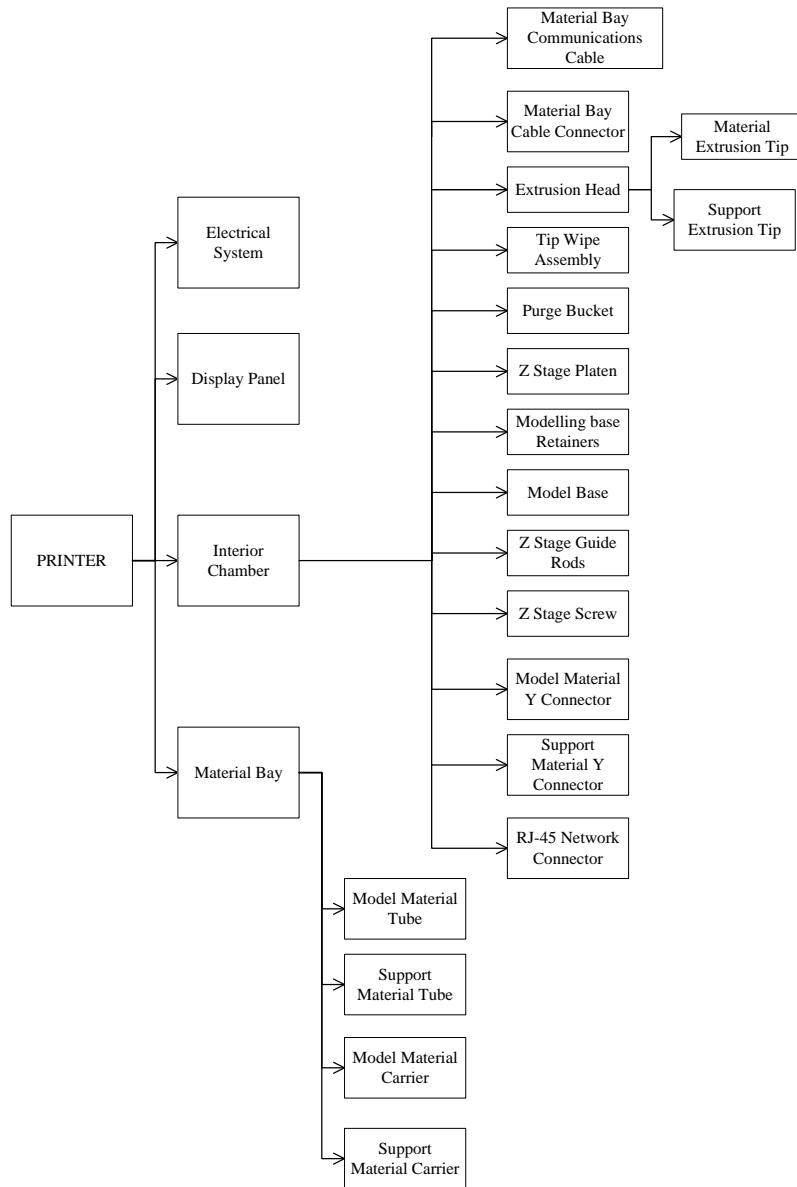 Material Bay
Communications
Cable
Material Bay
Cable Connector
Material
Extrusion Tip
Extrusion Head
Support
Extrusion Tip
Electrical
System
Tip Wipe
Assembly
Purge Bucket
Display Panel
Z Stage Platen
Modelling base
Retainers
Model Base
PRINTER
Interior
Chamber
Z Stage Guide
Rods
Z Stage Screw
Model Material
Y Connector
Material Bay
Support
Material Y
Connector
RJ-45 Network
Connector
Model Material
Tube
Support
Material Tube
Model Material
Carrier
Support
Material Carrier